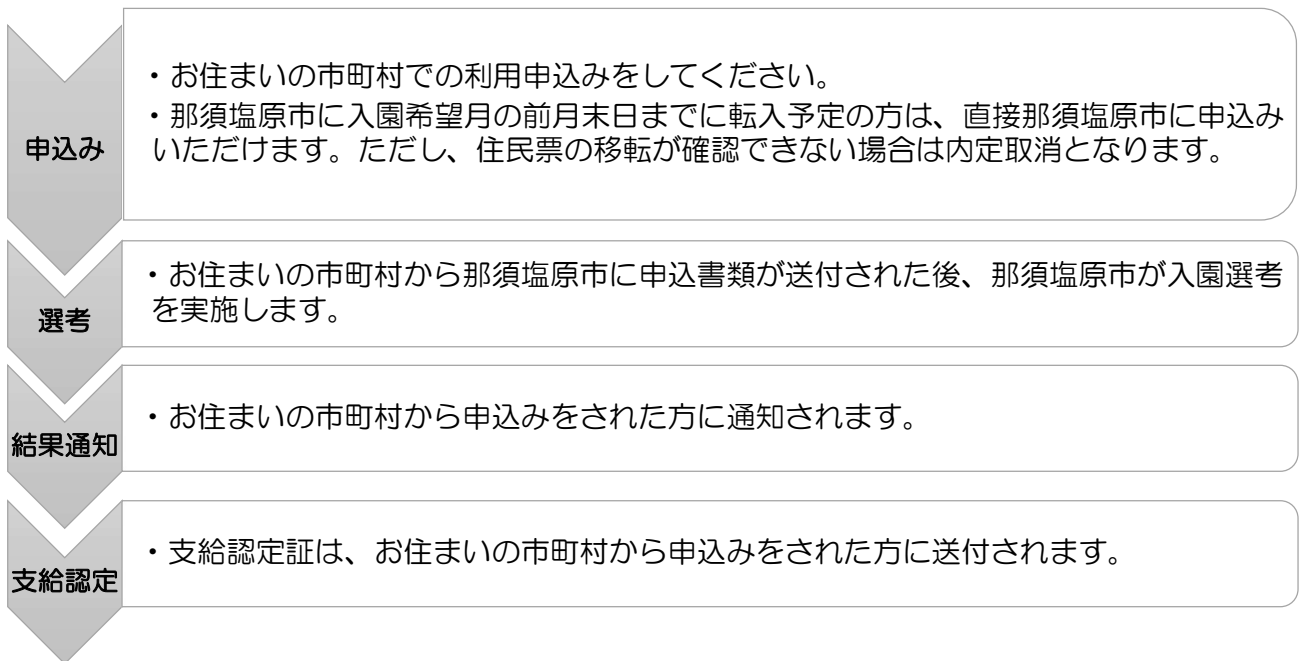 申込み
・お住まいの市町村での利用申込みをしてください。
・那須塩原市に入園希望月の前月末日までに転入予定の方は、直接那須塩原市に申込み
いただけます。ただし、住民票の移転が確認できない場合は内定取消となります。
選考
・お住まいの市町村から那須塩原市に申込書類が送付された後、那須塩原市が入園選考
を実施します。
結果通知
・お住まいの市町村から申込みをされた方に通知されます。
支給認定
・支給認定証は、お住まいの市町村から申込みをされた方に送付されます。